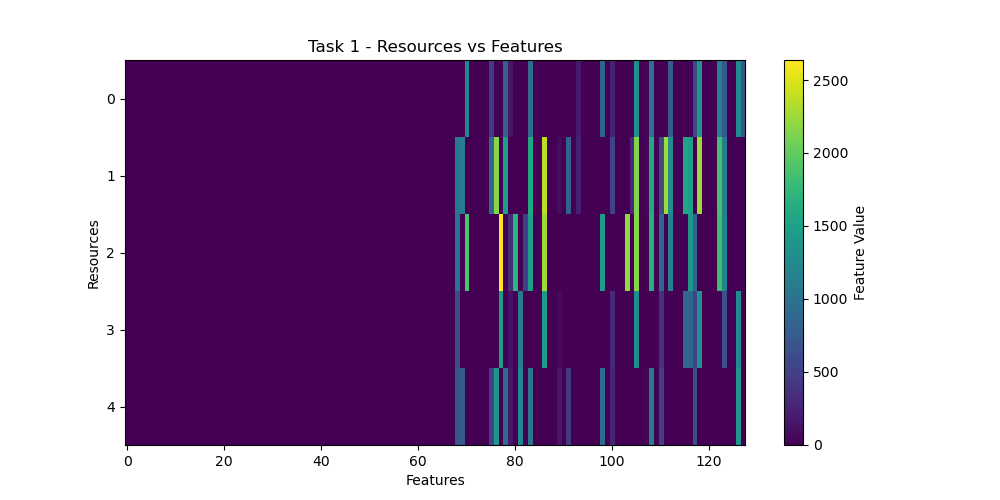 Task 1 - Resources vs Features
Resources
0
1
2
3
4
0 20 40 60 80 100 120
Features
2500
2000
1500
1000
500
0
Feature Value